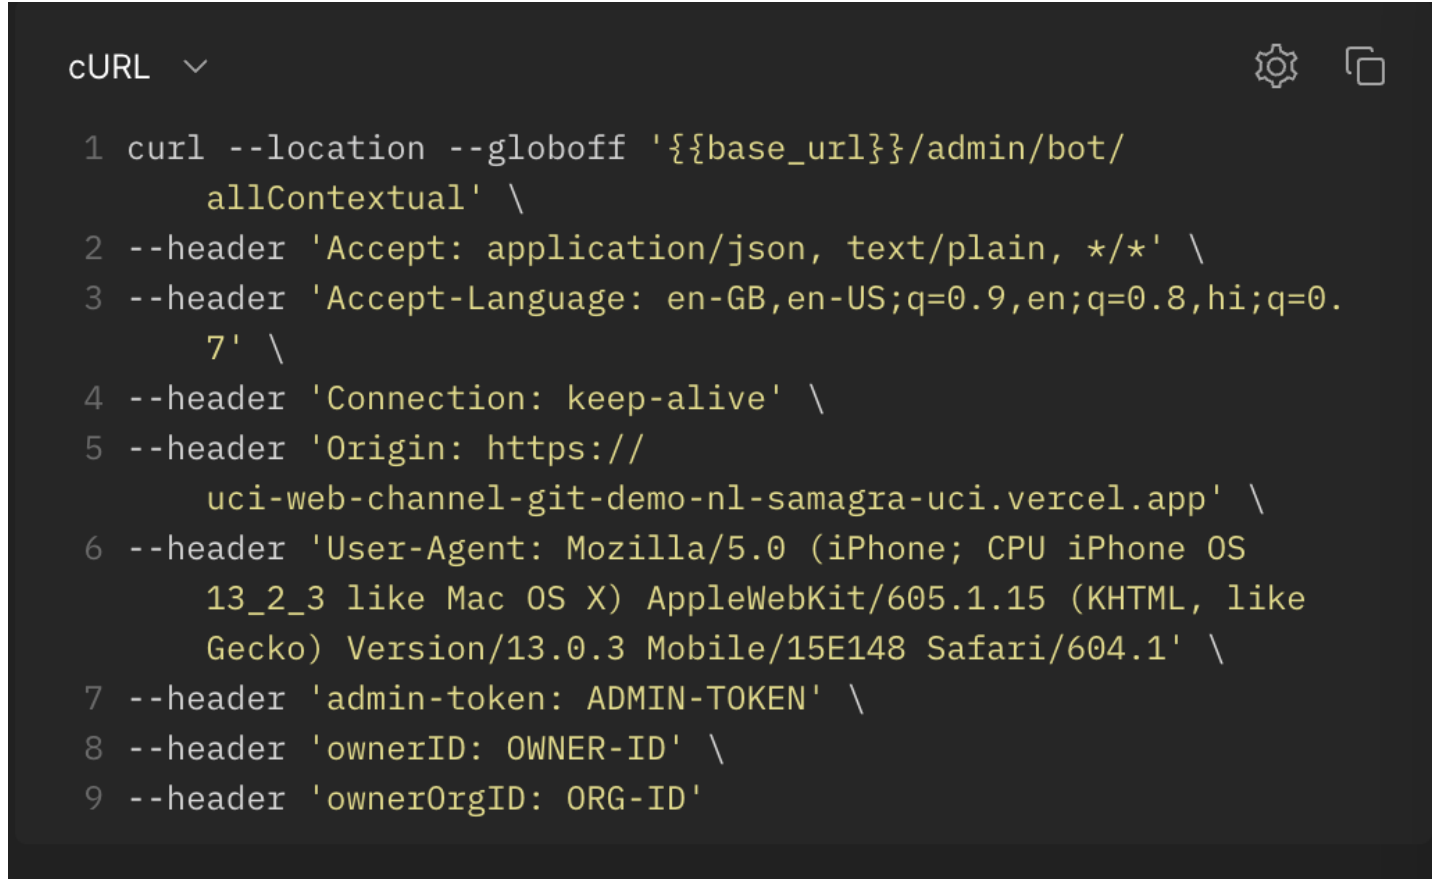 cURL
1 curl --location --globoff '{{base_url}}/admin/bot/
allContextual' \
2 --header 'Accept: application/json, text/plain, */*' \
3 --header 'Accept-Language: en-GB,en-US;q=0.9,en;q=0.8,hi;q=0.
7' \
4 --header 'Connection: keep-alive' \
5 --header 'Origin: https://
uci-web-channel-git-demo-nl-samagra-uci.vercel.app' \
6 --header 'User-Agent: Mozilla/5.0 (iPhone; CPU iPhone OS
13_2_3 like Mac OS X) AppleWebKit/605.1.15 (KHTML, like
Gecko) Version/13.0.3 Mobile/15E148 Safari/604.1' \
7 --header 'admin-token: ADMIN-TOKEN' \
8 --header 'ownerID: OWNER-ID' \
9 --header 'ownerOrgID: ORG-ID'